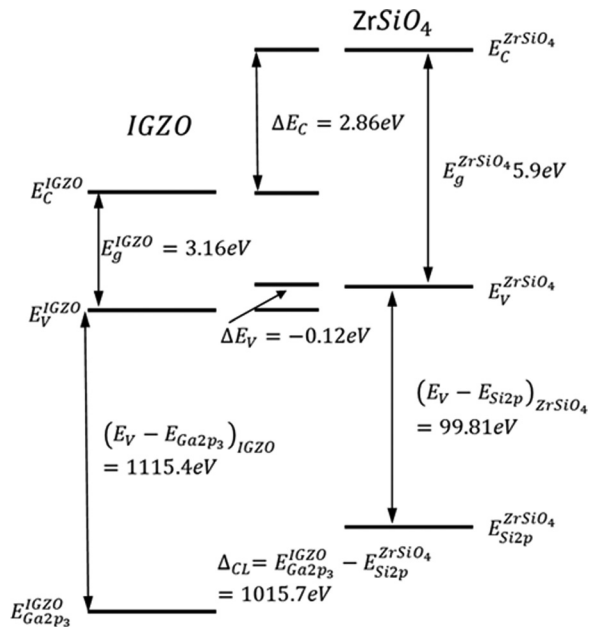 ZrSiO₄
E_C^{ZrSiO₄}
IGZO
ΔE_C = 2.86eV
E_g^{ZrSiO₄}5.9eV
E_C^{IGZO}
E_g^{IGZO} = 3.16eV
E_V^{ZrSiO₄}
E_V^{IGZO}
ΔE_V = −0.12eV
(E_V − E_{Ga2p₃})_{IGZO}
= 1115.4eV
(E_V − E_{Si2p})_{ZrSiO₄}
= 99.81eV
E_{Si2p}^{ZrSiO₄}
Δ_{CL}= E_{Ga2p₃}^{IGZO} − E_{Si2p}^{ZrSiO₄}
= 1015.7eV
E_{Ga2p₃}^{IGZO}